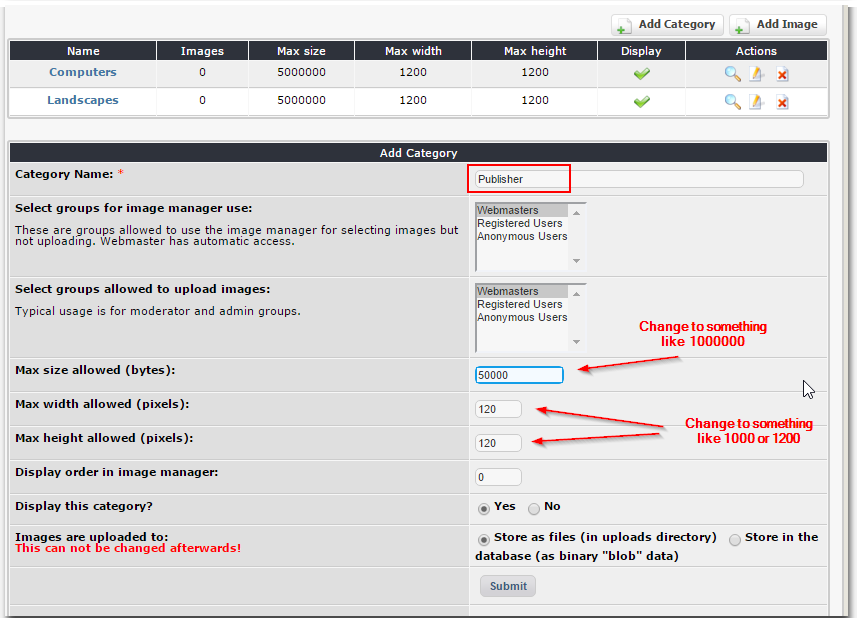 Add Category Add Image
Name Images Max size Max width Max height Display Actions
Computers 0 5000000 1200 1200
Landscapes 0 5000000 1200 1200
Add Category
Category Name: * Publisher
Select groups for image manager use:
These are groups allowed to use the image manager for selecting images but
not uploading. Webmaster has automatic access.
Webmasters
Registered Users
Anonymous Users
Select groups allowed to upload images:
Typical usage is for moderator and admin groups.
Webmasters
Registered Users
Anonymous Users
Change to something
like 1000000
Max size allowed (bytes): 50000
Max width allowed (pixels): 120
Change to something
like 1000 or 1200
Max height allowed (pixels): 120
Display order in image manager: 0
Display this category? Yes No
Images are uploaded to:
This can not be changed afterwards!
Store as files (in uploads directory) Store in the
database (as binary "blob" data)
Submit